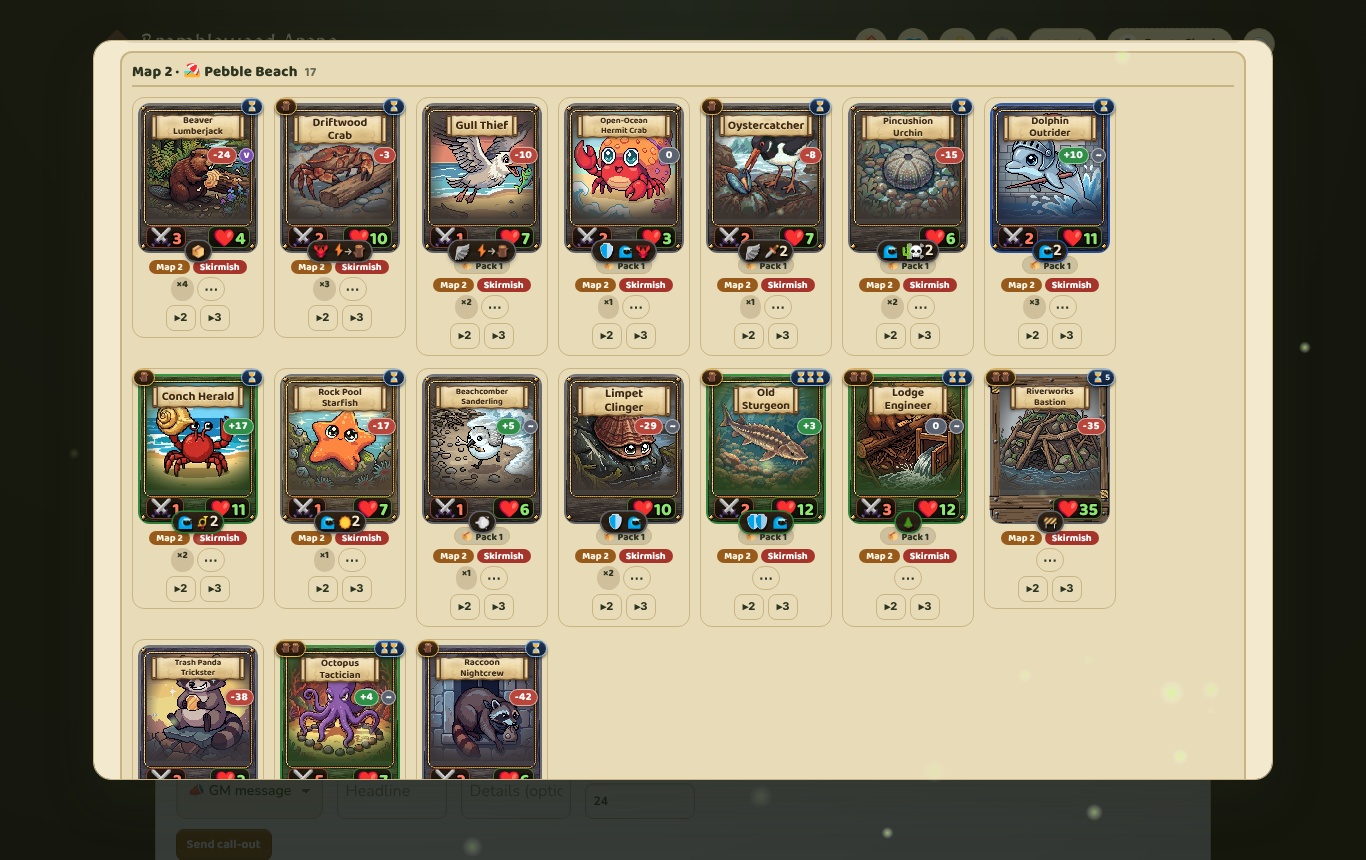 Map 2 · Pebble Beach 17
Beaver Lumberjack
-24 v
3 4
Map 2 Skirmish
×4 ...
▸2 ▸3
Driftwood Crab
-3
2 10
Map 2 Skirmish
×3 ...
▸2 ▸3
Gull Thief
-10
1 7
Pack 1
Map 2 Skirmish
×2 ...
▸2 ▸3
Open-Ocean Hermit Crab
0
2 3
Pack 1
Map 2 Skirmish
×1 ...
▸2 ▸3
Oystercatcher
-8
2 7
2
Pack 1
Map 2 Skirmish
×1 ...
▸2 ▸3
Pincushion Urchin
-15
6
2
Pack 1
Map 2 Skirmish
×2 ...
▸2 ▸3
Dolphin Outrider
+10 –
2 11
2
Pack 1
Map 2 Skirmish
×3 ...
▸2 ▸3
Conch Herald
+17
1 11
2
Map 2 Skirmish
×2 ...
▸2 ▸3
Rock Pool Starfish
-17
1 7
2
Map 2 Skirmish
×1 ...
▸2 ▸3
Beachcomber Sanderling
+5 –
1 6
Pack 1
Map 2 Skirmish
×1 ...
▸2 ▸3
Limpet Clinger
-29 –
10
Pack 1
Map 2 Skirmish
×2 ...
▸2 ▸3
Old Sturgeon
+3
2 12
Pack 1
Map 2 Skirmish
...
▸2 ▸3
Lodge Engineer
0 –
3 12
Pack 1
Map 2 Skirmish
...
▸2 ▸3
Riverworks Bastion
5
-35
35
Map 2 Skirmish
...
▸2 ▸3
Trash Panda Trickster
-38
Octopus Tactician
+4 –
Raccoon Nightcrew
-42
GM message
Headline
Details (optic
24
Send call-out